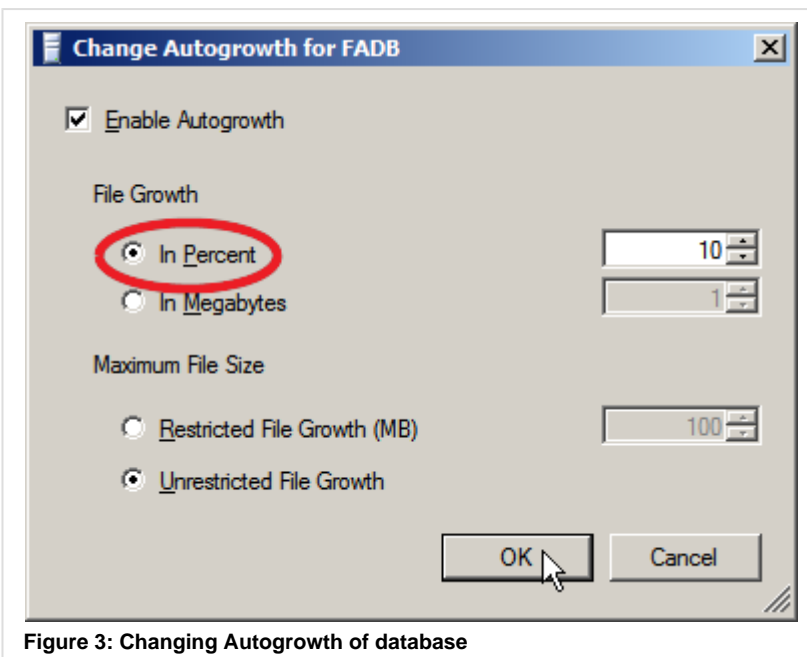 Change Autogrowth for FADB
Enable Autogrowth
File Growth
In Percent 10
In Megabytes 1
Maximum File Size
Restricted File Growth (MB) 100
Unrestricted File Growth
OK Cancel
Figure 3: Changing Autogrowth of database